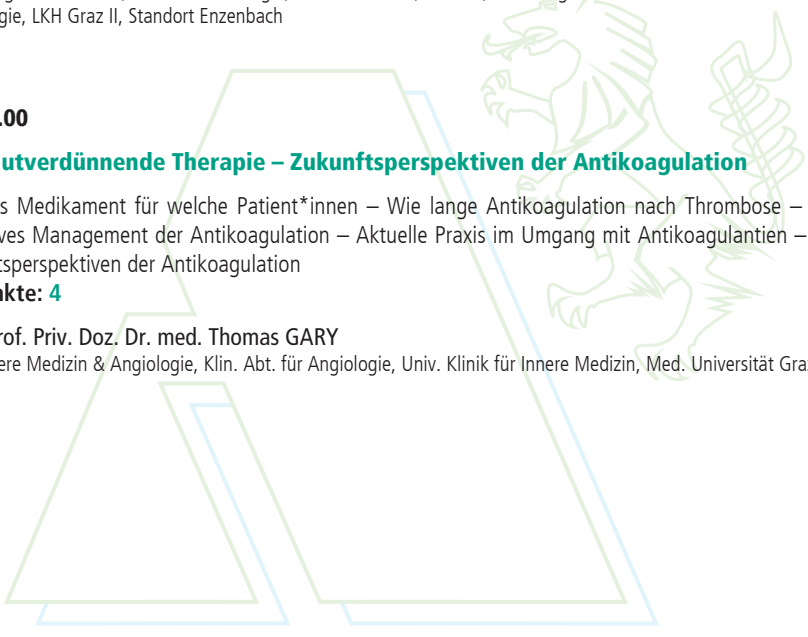 gie, LKH Graz II, Standort Enzenbach
.00
utverdünnende Therapie – Zukunftsperspektiven der Antikoagulation
s Medikament für welche Patient*innen – Wie lange Antikoagulation nach Thrombose –
ves Management der Antikoagulation – Aktuelle Praxis im Umgang mit Antikoagulantien –
tsperspektiven der Antikoagulation
kte: 4
rof. Priv. Doz. Dr. med. Thomas GARY
ere Medizin & Angiologie, Klin. Abt. für Angiologie, Univ. Klinik für Innere Medizin, Med. Universität Gra